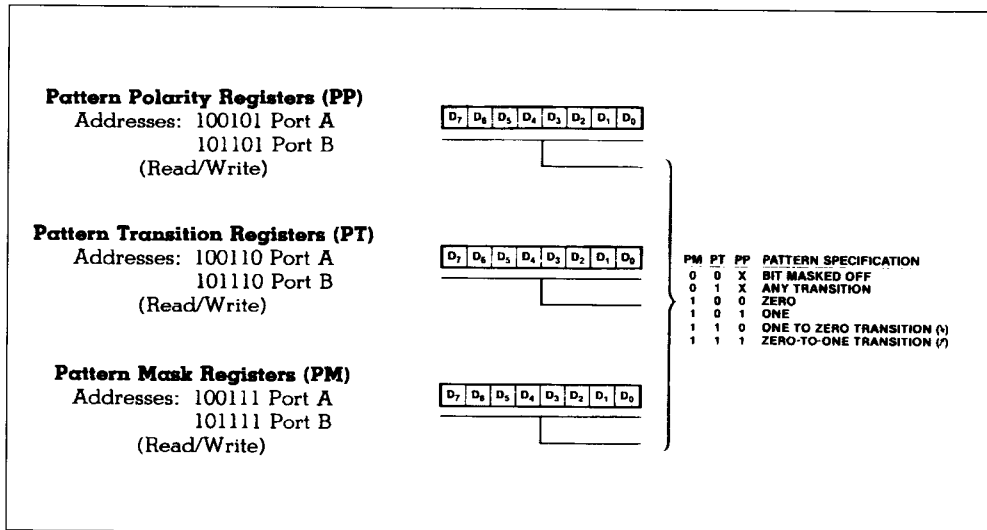 Pattern Polarity Registers (PP)
Addresses: 100101 Port A
101101 Port B
(Read/Write)
D7 D6 D5 D4 D3 D2 D1 D0
Pattern Transition Registers (PT)
Addresses: 100110 Port A
101110 Port B
(Read/Write)
D7 D6 D5 D4 D3 D2 D1 D0
Pattern Mask Registers (PM)
Addresses: 100111 Port A
101111 Port B
(Read/Write)
D7 D6 D5 D4 D3 D2 D1 D0
PM PT PP PATTERN SPECIFICATION
0 0 X BIT MASKED OFF
0 1 X ANY TRANSITION
1 0 0 ZERO
1 0 1 ONE
1 1 0 ONE TO ZERO TRANSITION
1 1 1 ZERO-TO-ONE TRANSITION